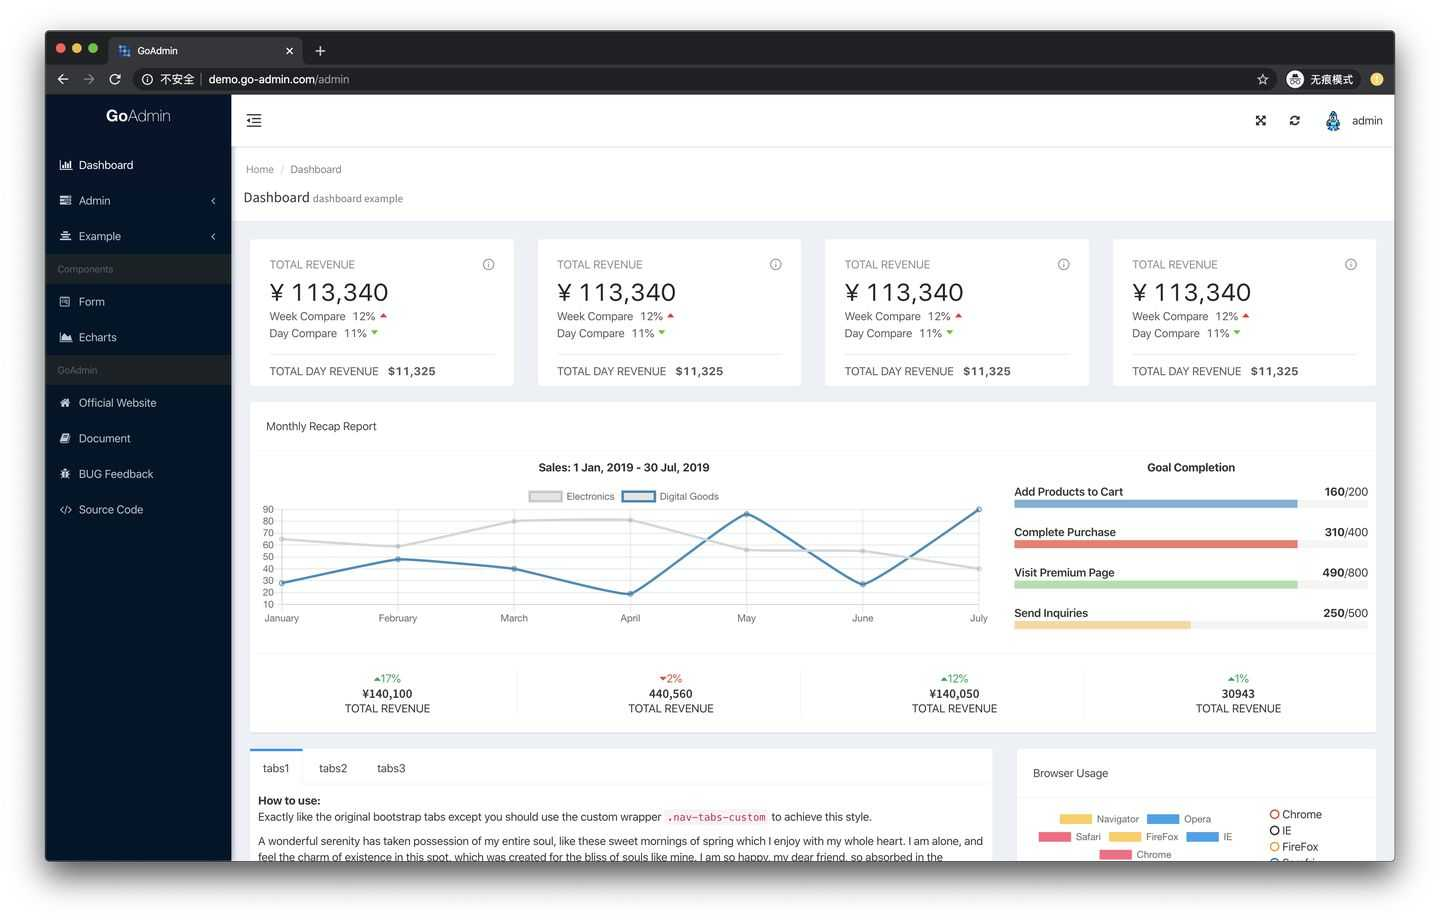 GoAdmin
不安全 demo.go-admin.com/admin 无痕模式
GoAdmin
admin
Dashboard
Admin
Example
Components
Form
Echarts
GoAdmin
Official Website
Document
BUG Feedback
Source Code
Home / Dashboard
Dashboard dashboard example
TOTAL REVENUE
¥ 113,340
Week Compare 12%
Day Compare 11%
TOTAL DAY REVENUE $11,325
TOTAL REVENUE
¥ 113,340
Week Compare 12%
Day Compare 11%
TOTAL DAY REVENUE $11,325
TOTAL REVENUE
¥ 113,340
Week Compare 12%
Day Compare 11%
TOTAL DAY REVENUE $11,325
TOTAL REVENUE
¥ 113,340
Week Compare 12%
Day Compare 11%
TOTAL DAY REVENUE $11,325
Monthly Recap Report
Sales: 1 Jan, 2019 - 30 Jul, 2019
Electronics Digital Goods
90
80
70
60
50
40
30
20
10
January February March April May June July
Goal Completion
Add Products to Cart 160/200
Complete Purchase 310/400
Visit Premium Page 490/800
Send Inquiries 250/500
17%
¥140,100
TOTAL REVENUE
2%
440,560
TOTAL REVENUE
12%
¥140,050
TOTAL REVENUE
1%
30943
TOTAL REVENUE
tabs1 tabs2 tabs3
How to use:
Exactly like the original bootstrap tabs except you should use the custom wrapper .nav-tabs-custom to achieve this style.
A wonderful serenity has taken possession of my entire soul, like these sweet mornings of spring which I enjoy with my whole heart. I am alone, and
feel the charm of existence in this spot, which was created for the bliss of souls like mine. I am so happy, my dear friend, so absorbed in the
Browser Usage
Navigator Opera
Safari FireFox IE
Chrome
Chrome
IE
FireFox